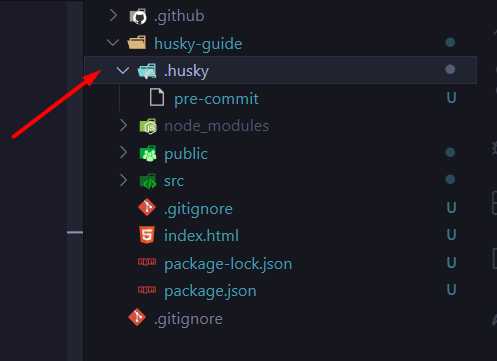 .github
husky-guide
.husky
pre-commit U
node_modules
public
src
.gitignore U
index.html U
package-lock.json U
package.json U
.gitignore